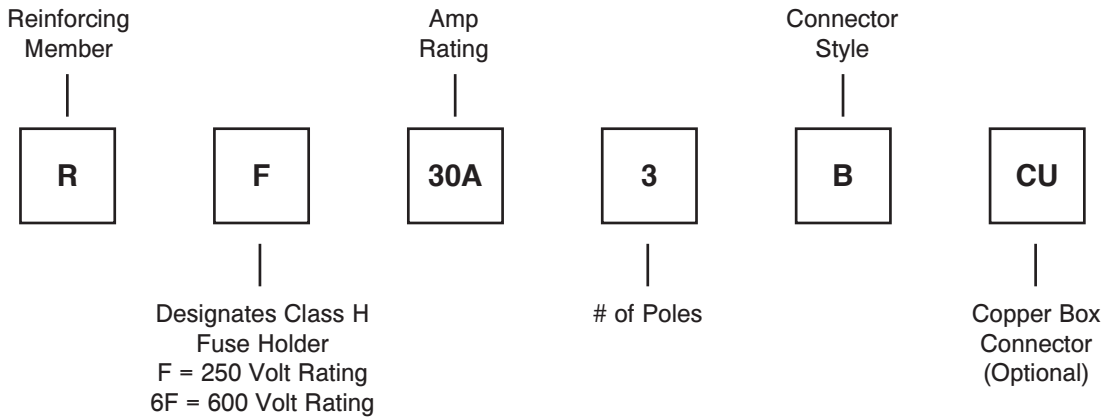 Reinforcing
Member
Amp
Rating
Connector
Style
R
F
30A
3
B
CU
Designates Class H
Fuse Holder
F = 250 Volt Rating
6F = 600 Volt Rating
# of Poles
Copper Box
Connector
(Optional)